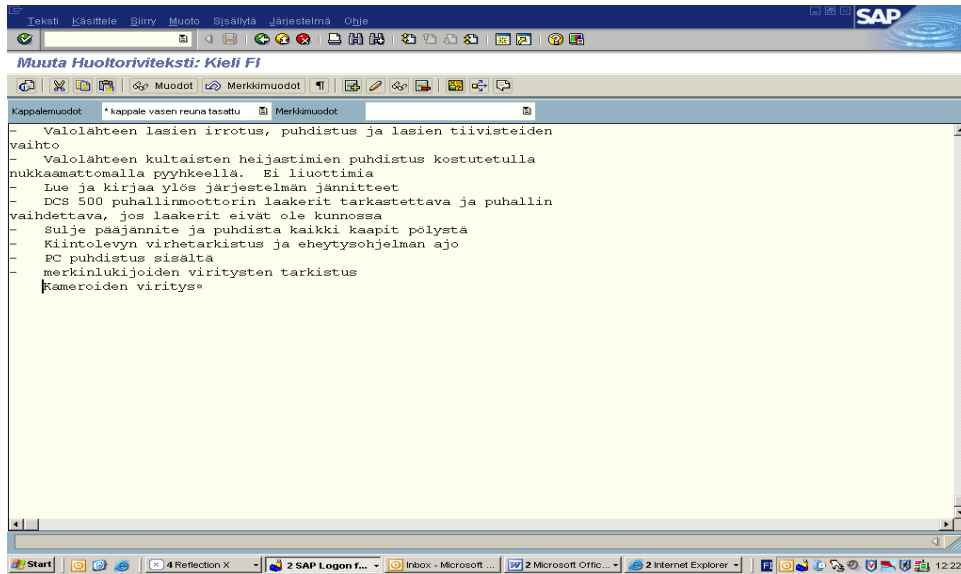 Teksti Käsittele Siirry Muoto Sisällytä Järjestelmä Ohje
SAP
Muuta Huoltoriviteksti: Kieli FI
Muodot Merkkimuodot ¶
Kappalemuodot * kappale vasen reuna tasattu Merkkimuodot
- Valolähteen lasien irrotus, puhdistus ja lasien tiivisteiden
vaihto
- Valolähteen kultaisten heijastimien puhdistus kostutetulla
nukkaamattomalla pyyhkeellä. Ei liuottimia
- Lue ja kirjaa ylös järjestelmän jännitteet
- DCS 500 puhallinmoottorin laakerit tarkastettava ja puhallin
vaihdettava, jos laakerit eivät ole kunnossa
- Sulje pääjännite ja puhdista kaikki kaapit pölystä
- Kiintolevyn virhetarkistus ja eheytysohjelman ajo
- PC puhdistus sisältä
- merkinlukijoiden viritysten tarkistus
Kameroiden viritys¤
Start 4 Reflection X 2 SAP Logon f... Inbox - Microsoft ... 2 Microsoft Offic... 2 Internet Explorer 12:22